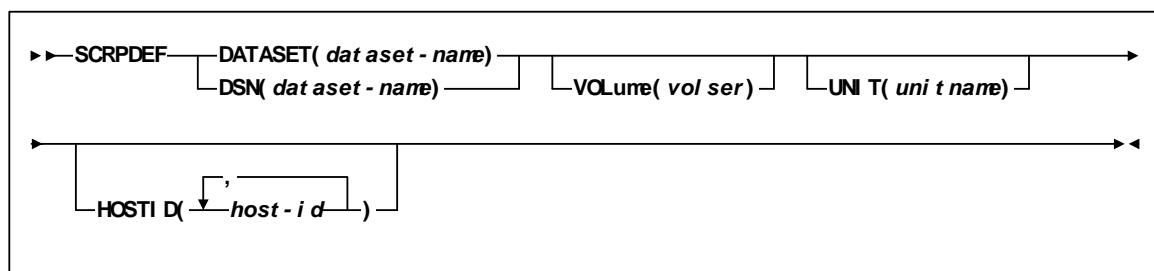 SCRPDEF DATASET(dataset-name) 
DSN(dataset-name) VOLume(volser) UNIT(unitname)
,
HOSTID( host-id )